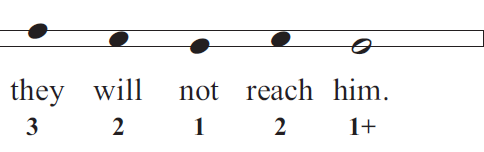 they will not reach him.
3 2 1 2 1+